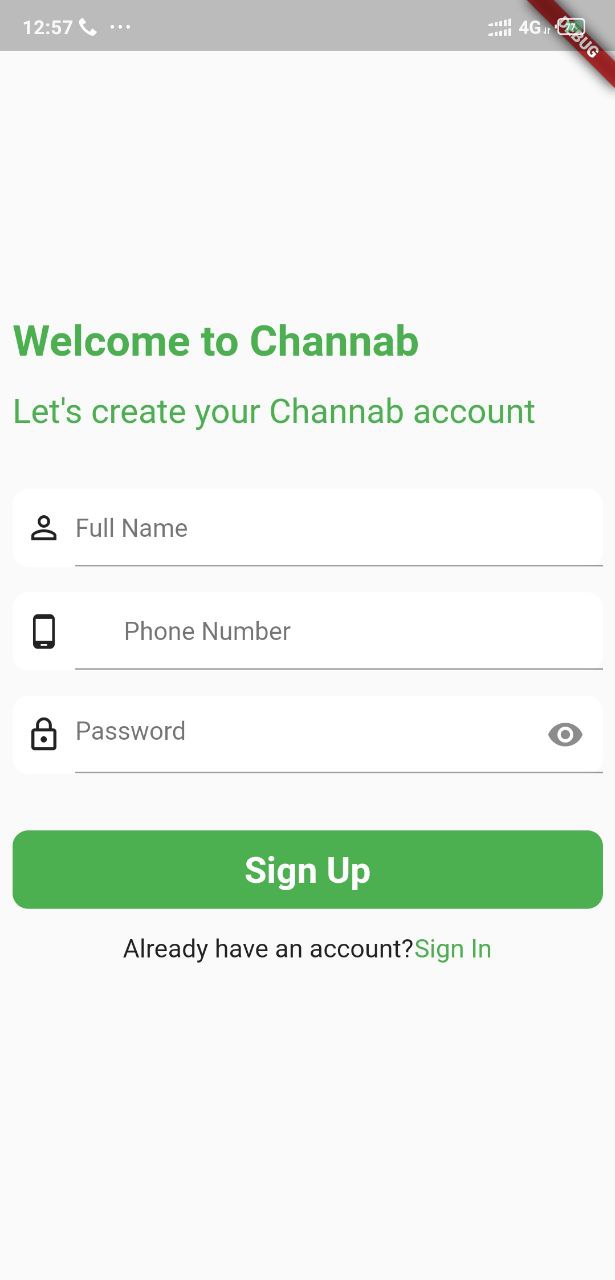 12:57 ... 4G
DEBUG
Welcome to Channab
Let's create your Channab account
Full Name
Phone Number
Password
Sign Up
Already have an account?Sign In